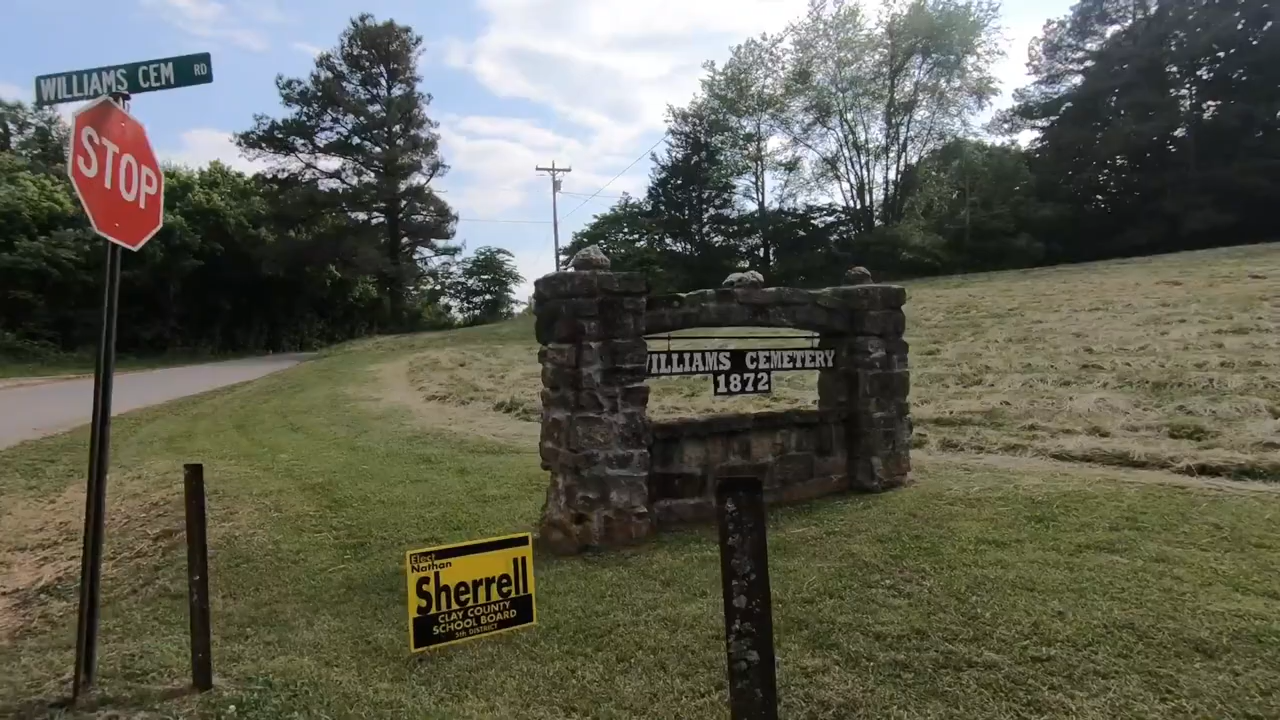 WILLIAMS CEM RD
STOP
WILLIAMS CEMETERY
1872
Elect
Nathan
Sherrell
CLAY COUNTY
SCHOOL BOARD
5th DISTRICT